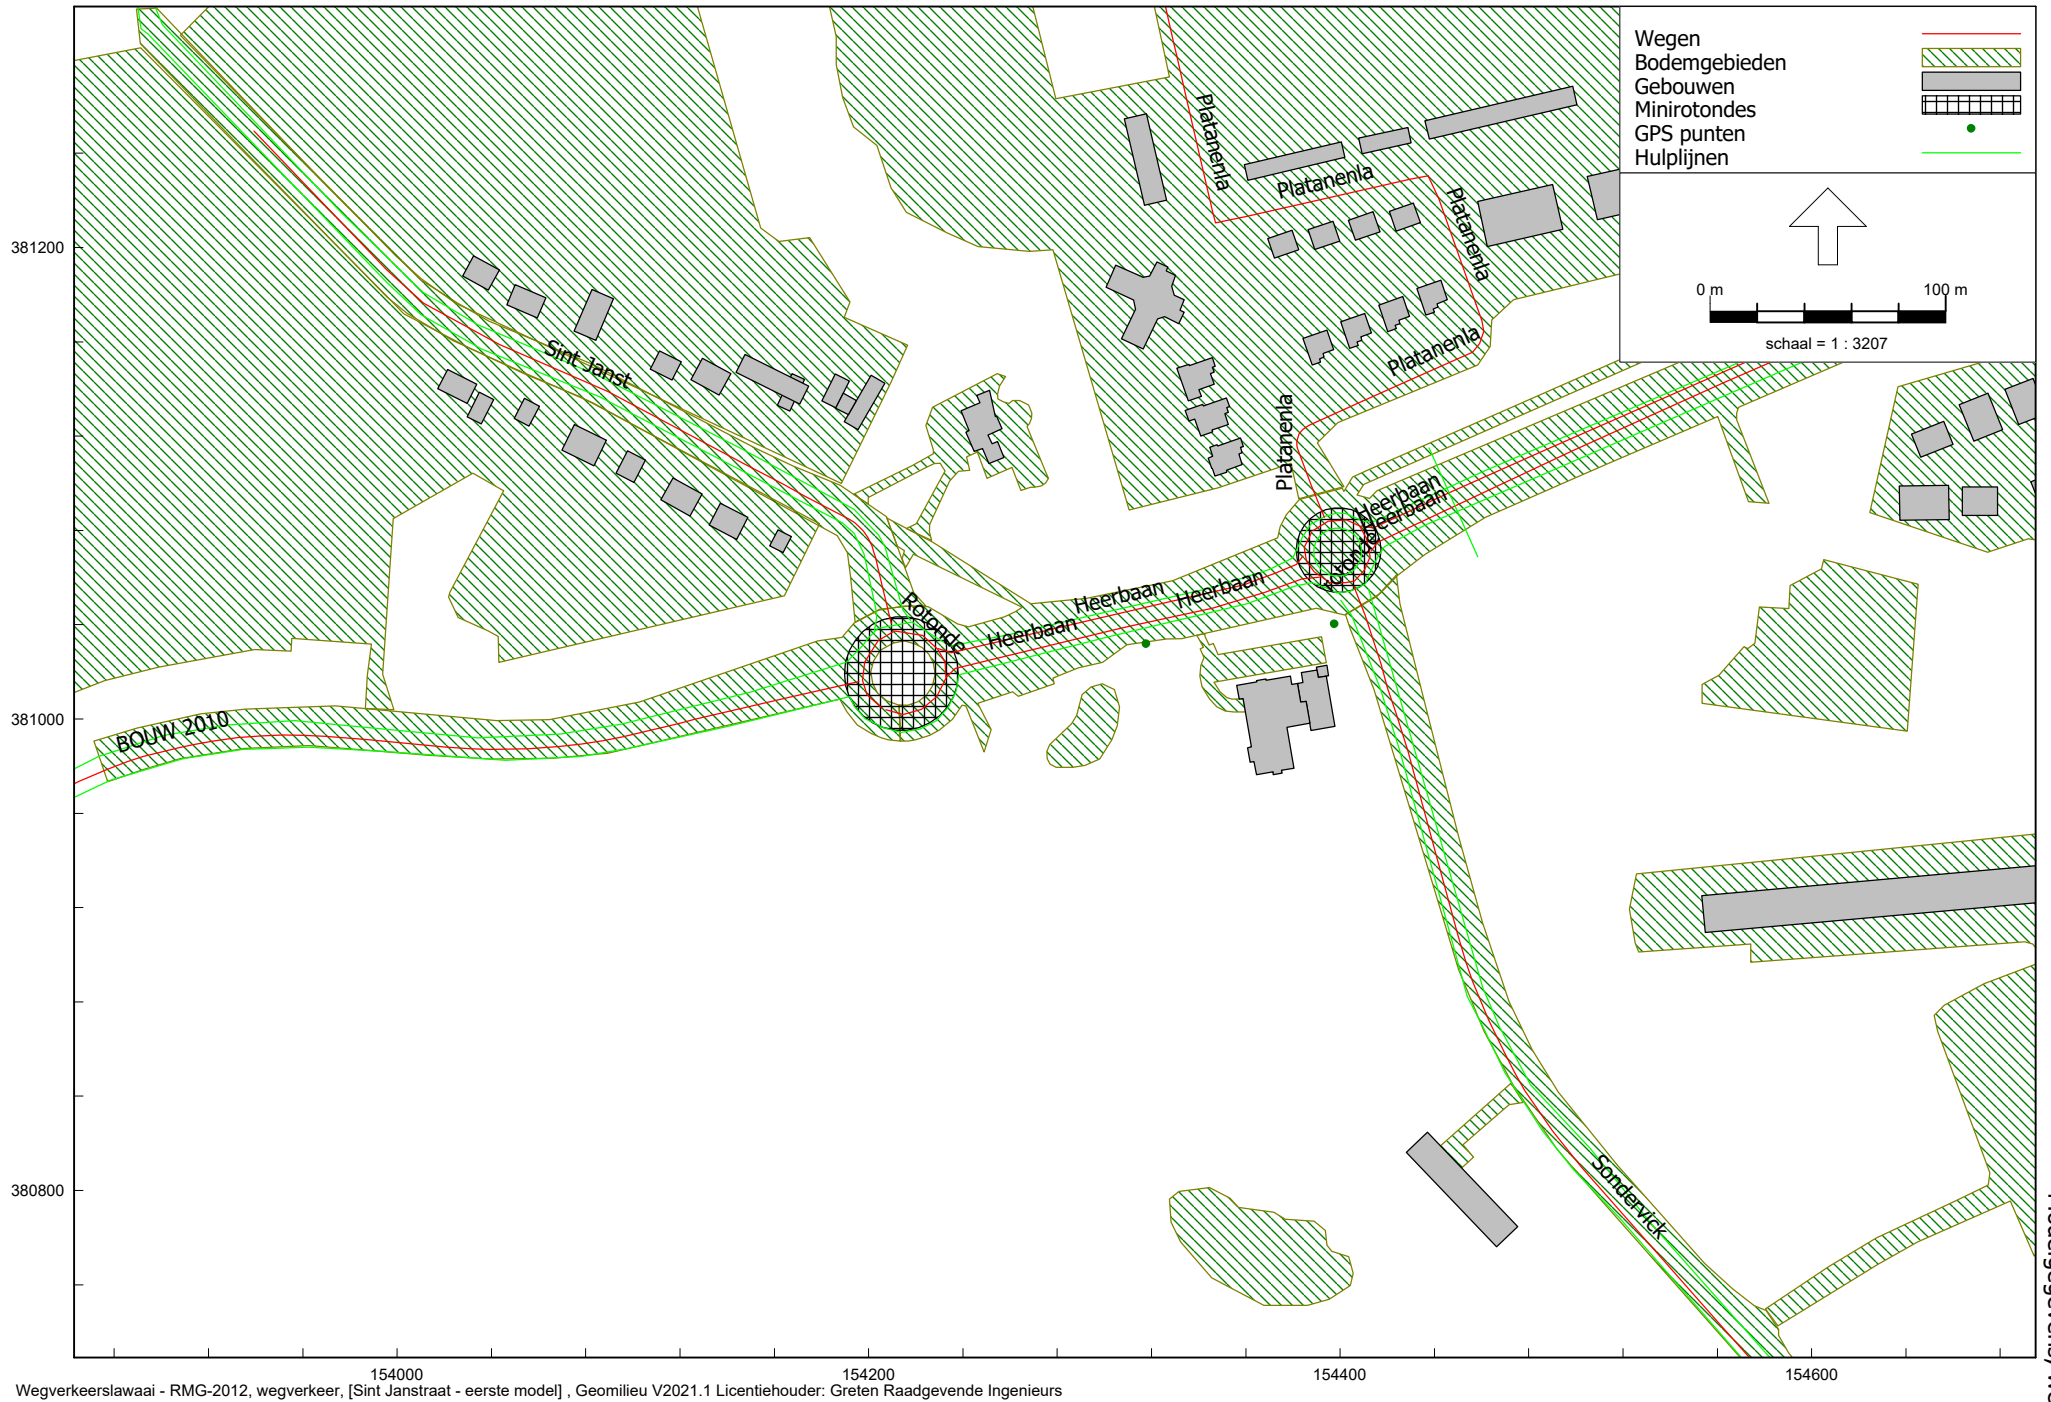 Wegen
Bodemgebieden
Gebouwen
Minirotondes
GPS punten
Hulplijnen
0 m
100 m
schaal = 1 : 3207
Platanenla
Platanenla
Platanenla
Platanenla
Platanenla
381200
Sint Janst
Heerbaan
Heerbaan
Rotonde
Heerbaan
Heerbaan
Heerbaan
BOUW 2010
381000
380800
Sondervick
154000
154200
154400
154600
Wegverkeerslawaai - RMG-2012, wegverkeer, [Sint Janstraat - eerste model] , Geomilieu V2021.1 Licentiehouder: Greten Raadgevende Ingenieurs